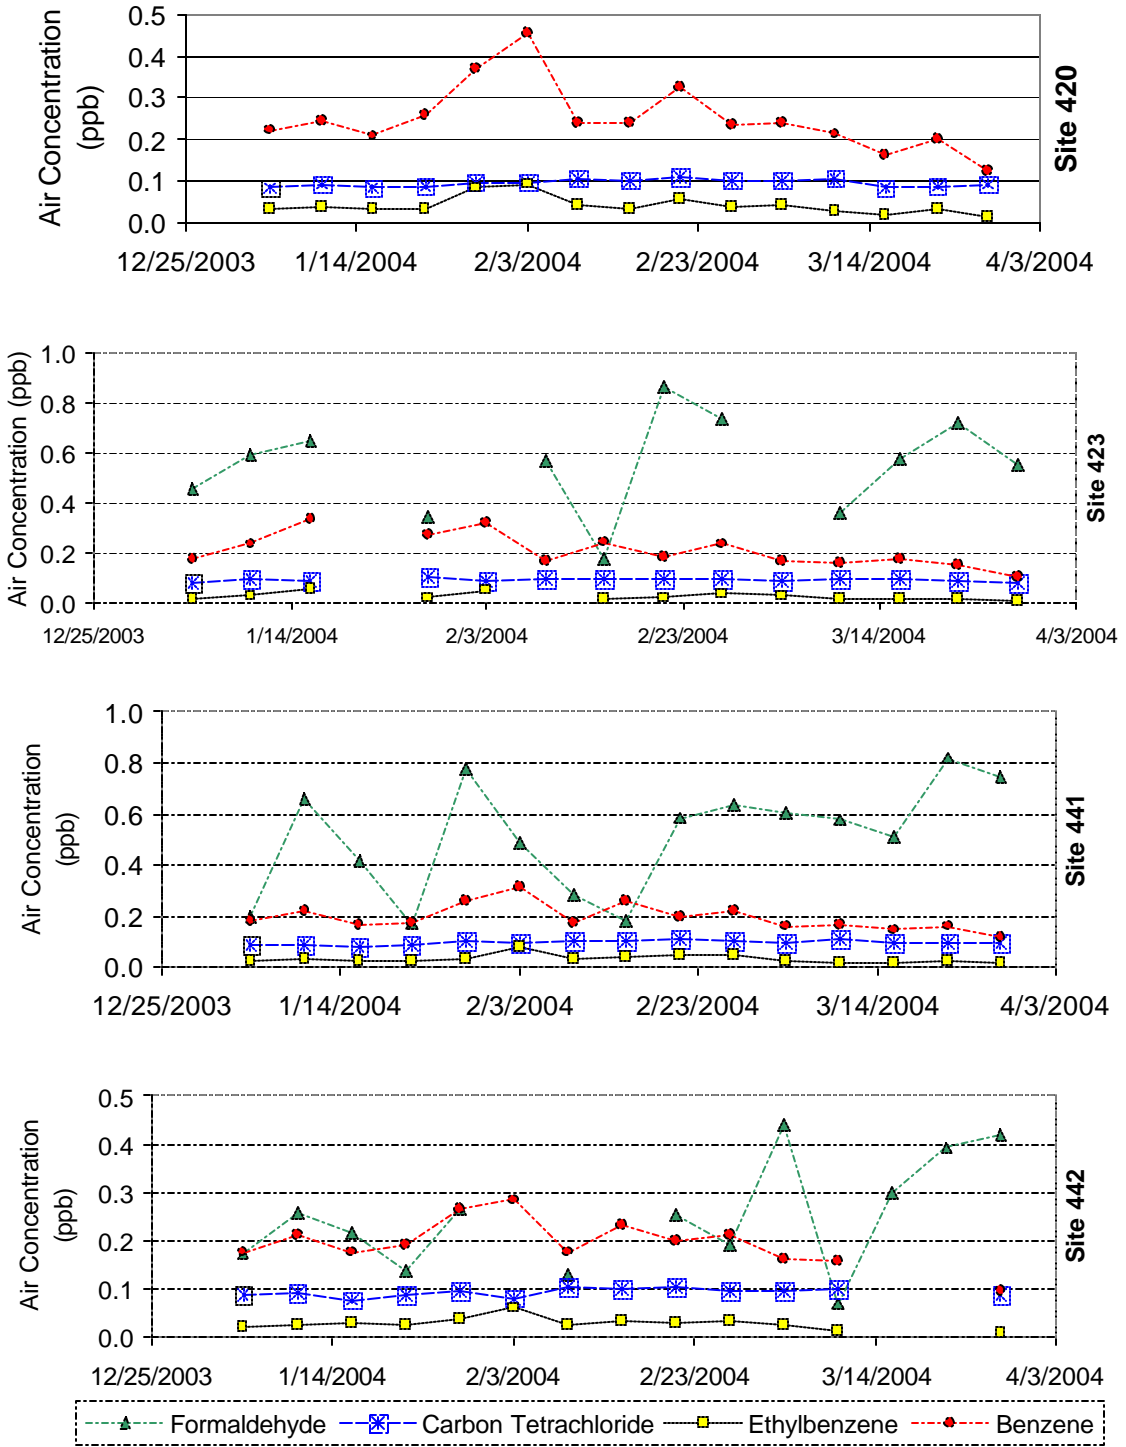 0.5
0.4
0.3
0.2
0.1
0.0
Air Concentration
(ppb)
Site 420
12/25/2003 1/14/2004 2/3/2004 2/23/2004 3/14/2004 4/3/2004
1.0
0.8
0.6
0.4
0.2
0.0
Air Concentration (ppb)
Site 423
12/25/2003 1/14/2004 2/3/2004 2/23/2004 3/14/2004 4/3/2004
1.0
0.8
0.6
0.4
0.2
0.0
Air Concentration
(ppb)
Site 441
12/25/2003 1/14/2004 2/3/2004 2/23/2004 3/14/2004 4/3/2004
0.5
0.4
0.3
0.2
0.1
0.0
Air Concentration
(ppb)
Site 442
12/25/2003 1/14/2004 2/3/2004 2/23/2004 3/14/2004 4/3/2004
Formaldehyde Carbon Tetrachloride Ethylbenzene Benzene